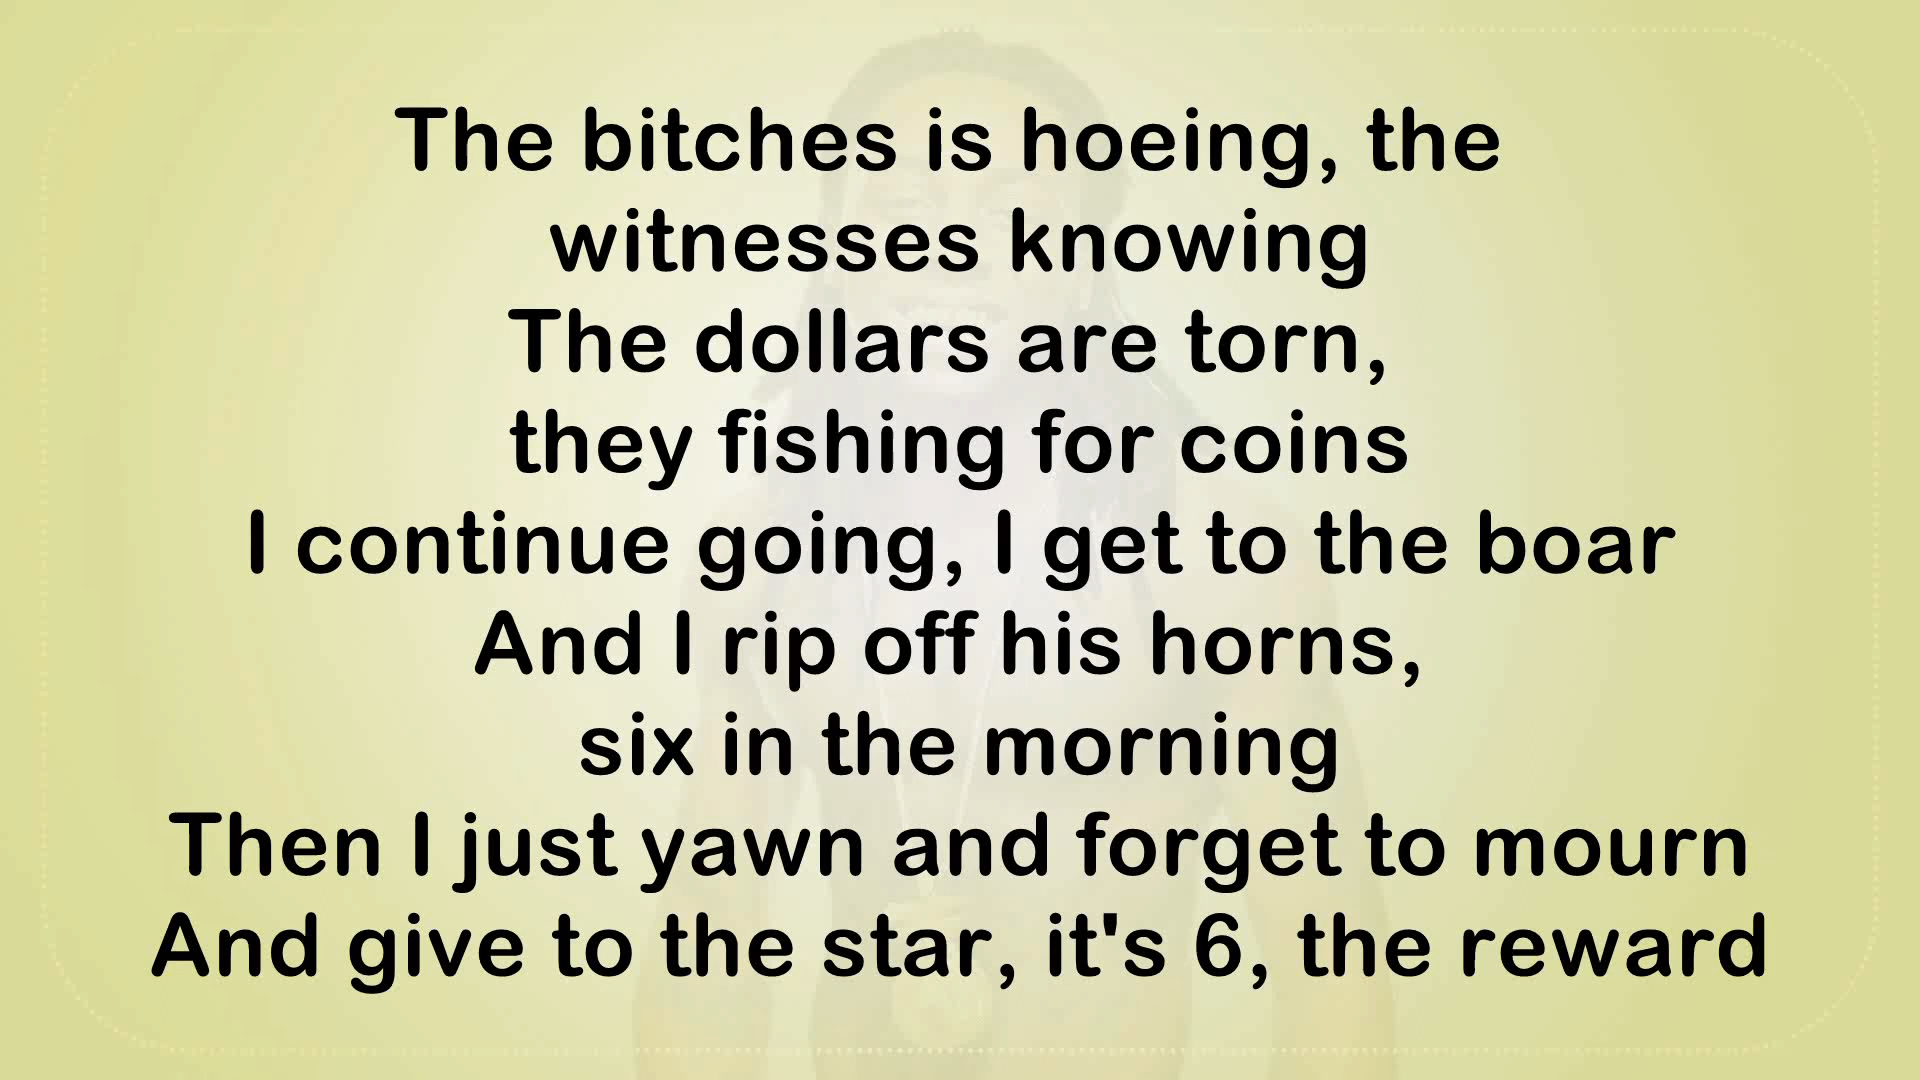 The bitches is hoeing, the
witnesses knowing
The dollars are torn,
they fishing for coins
I continue going, I get to the boar
And I rip off his horns,
six in the morning
Then I just yawn and forget to mourn
And give to the star, it's 6, the reward